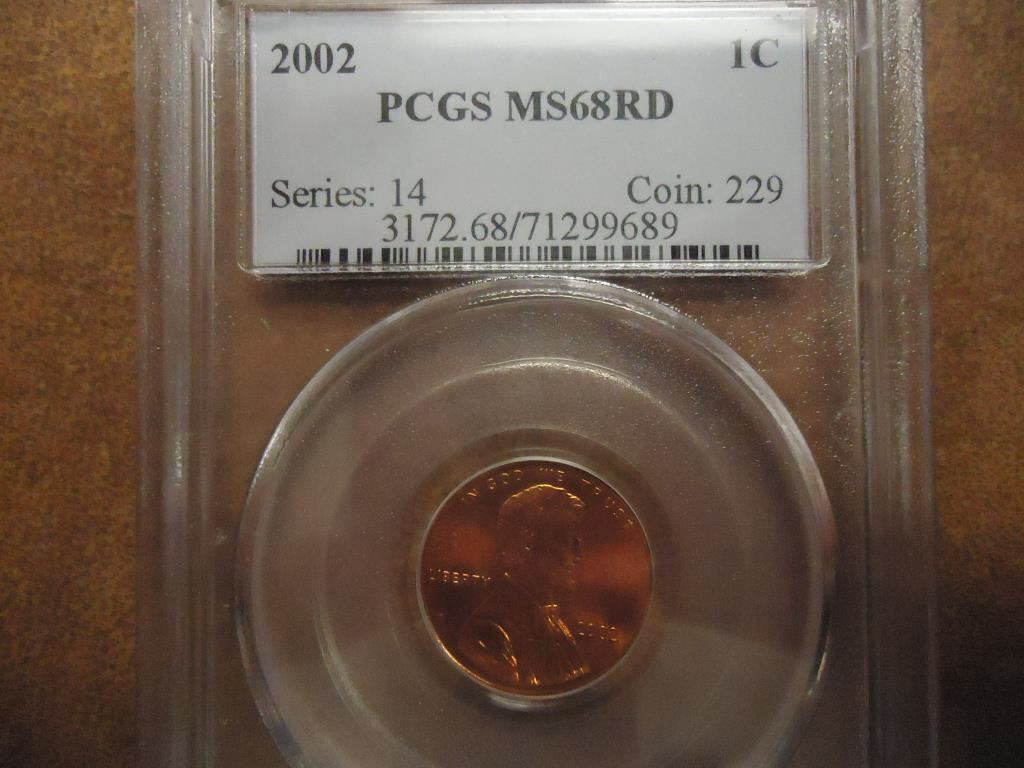 2002 1C
PCGS MS68RD
Series: 14 Coin: 229
3172.68/71299689
IN GOD WE TRUST
LIBERTY
2002